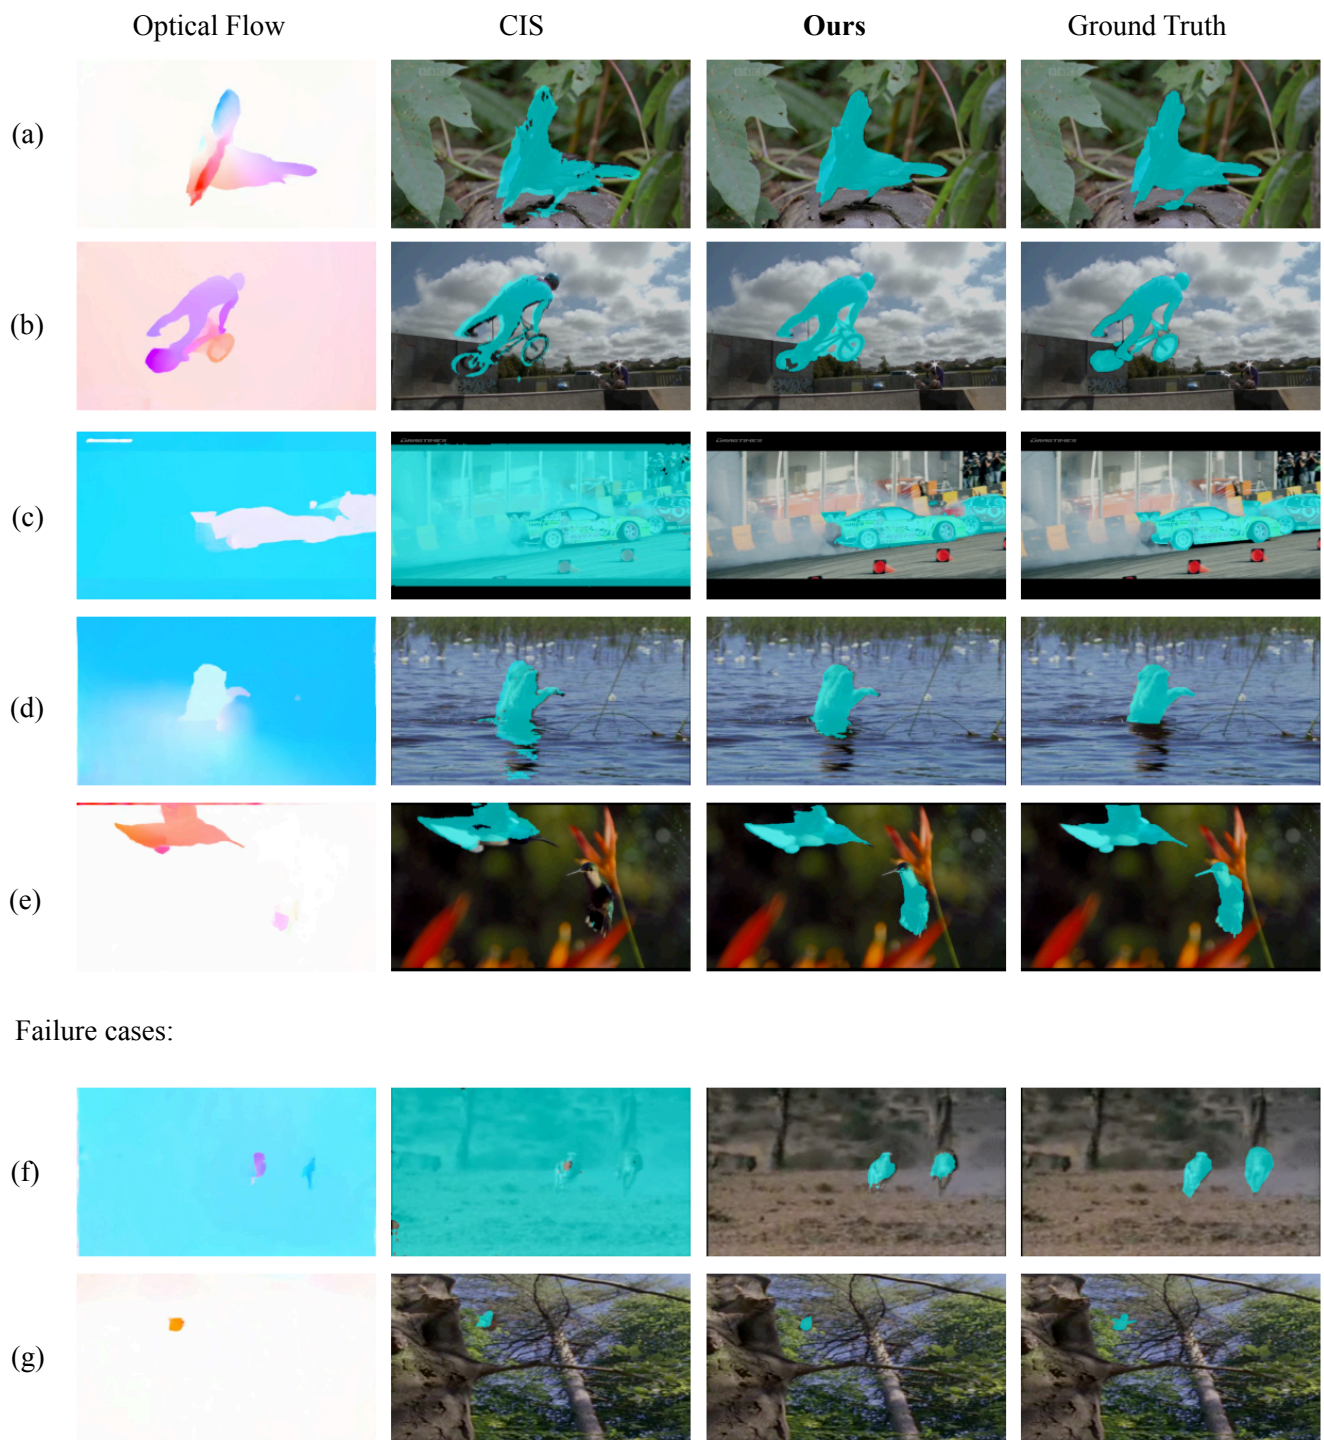 Optical Flow CIS Ours Ground Truth
(a)
(b)
(c)
(d)
(e)
Failure cases:
(f)
(g)